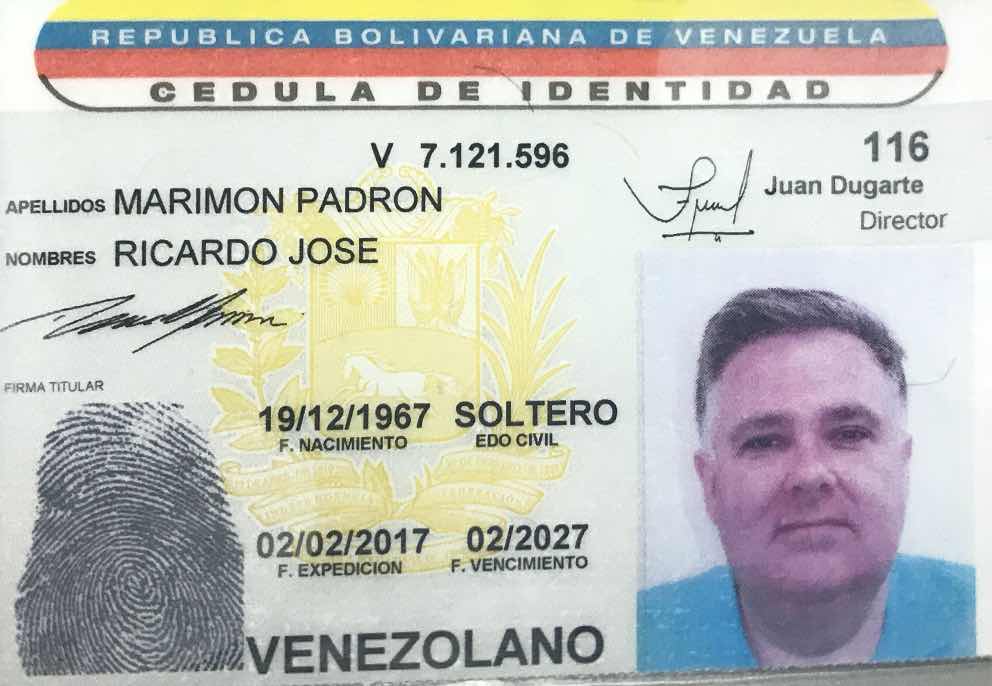 REPUBLICA BOLIVARIANA DE VENEZUELA
CEDULA DE IDENTIDAD
V 7.121.596
116
Juan Dugarte
Director
APELLIDOS MARIMON PADRON
NOMBRES RICARDO JOSE
FIRMA TITULAR
19/12/1967 SOLTERO
F. NACIMIENTO EDO CIVIL
02/02/2017 02/2027
F. EXPEDICION F. VENCIMIENTO
VENEZOLANO